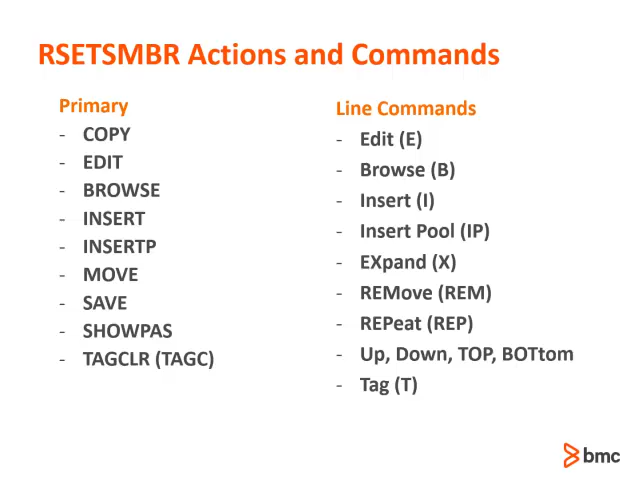 RSETSMBR Actions and Commands
Primary
- COPY
- EDIT
- BROWSE
- INSERT
- INSERTP
- MOVE
- SAVE
- SHOWPAS
- TAGCLR (TAGC)
Line Commands
- Edit (E)
- Browse (B)
- Insert (I)
- Insert Pool (IP)
- EXpand (X)
- REMove (REM)
- REPeat (REP)
- Up, Down, TOP, BOTtom
- Tag (T)
bmc